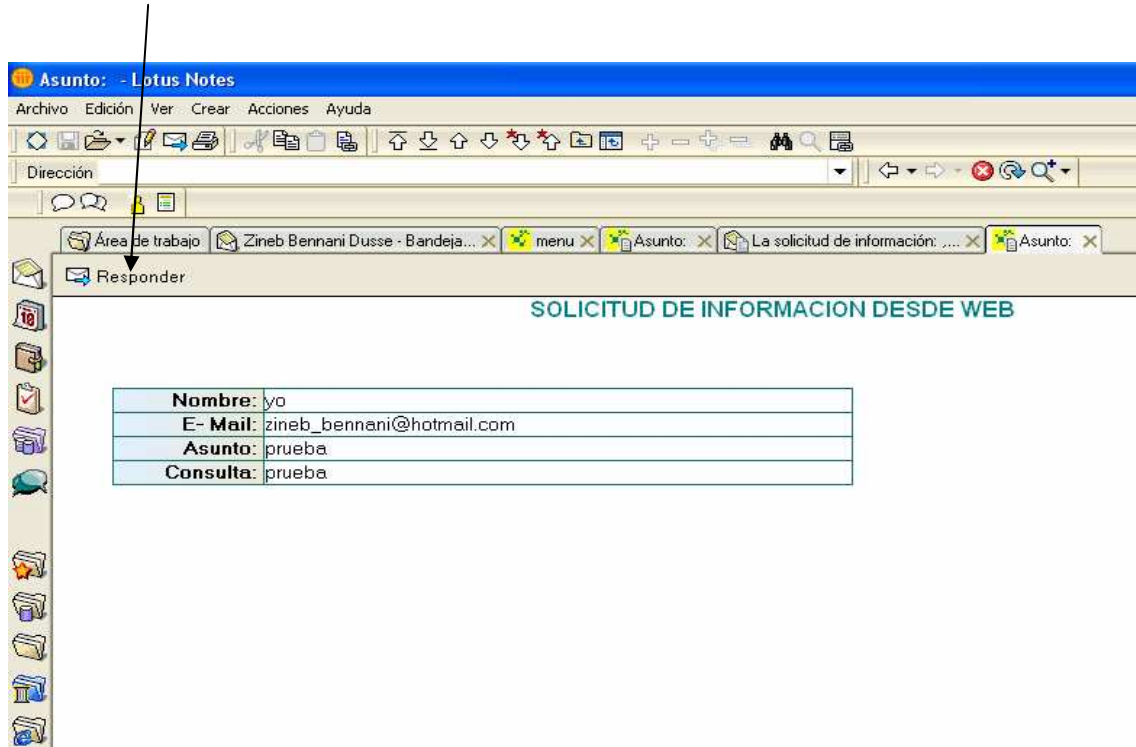 Asunto: - Lotus Notes
Archivo Edición Ver Crear Acciones Ayuda
Dirección
Área de trabajo Zineb Bennani Dusse - Bandeja... menu Asunto: La solicitud de información: ,... Asunto:
Responder
SOLICITUD DE INFORMACION DESDE WEB
Nombre: yo
E- Mail: zineb_bennani@hotmail.com
Asunto: prueba
Consulta: prueba